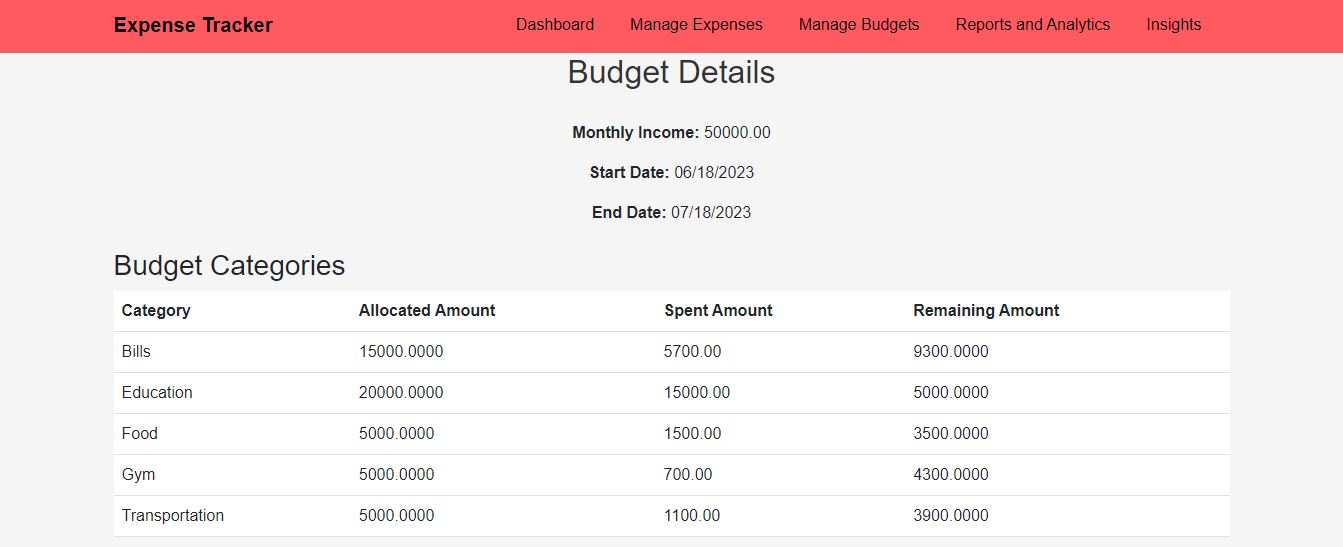 Expense Tracker Dashboard Manage Expenses Manage Budgets Reports and Analytics Insights
Budget Details
Monthly Income: 50000.00
Start Date: 06/18/2023
End Date: 07/18/2023
Budget Categories
Category Allocated Amount Spent Amount Remaining Amount
Bills 15000.0000 5700.00 9300.0000
Education 20000.0000 15000.00 5000.0000
Food 5000.0000 1500.00 3500.0000
Gym 5000.0000 700.00 4300.0000
Transportation 5000.0000 1100.00 3900.0000